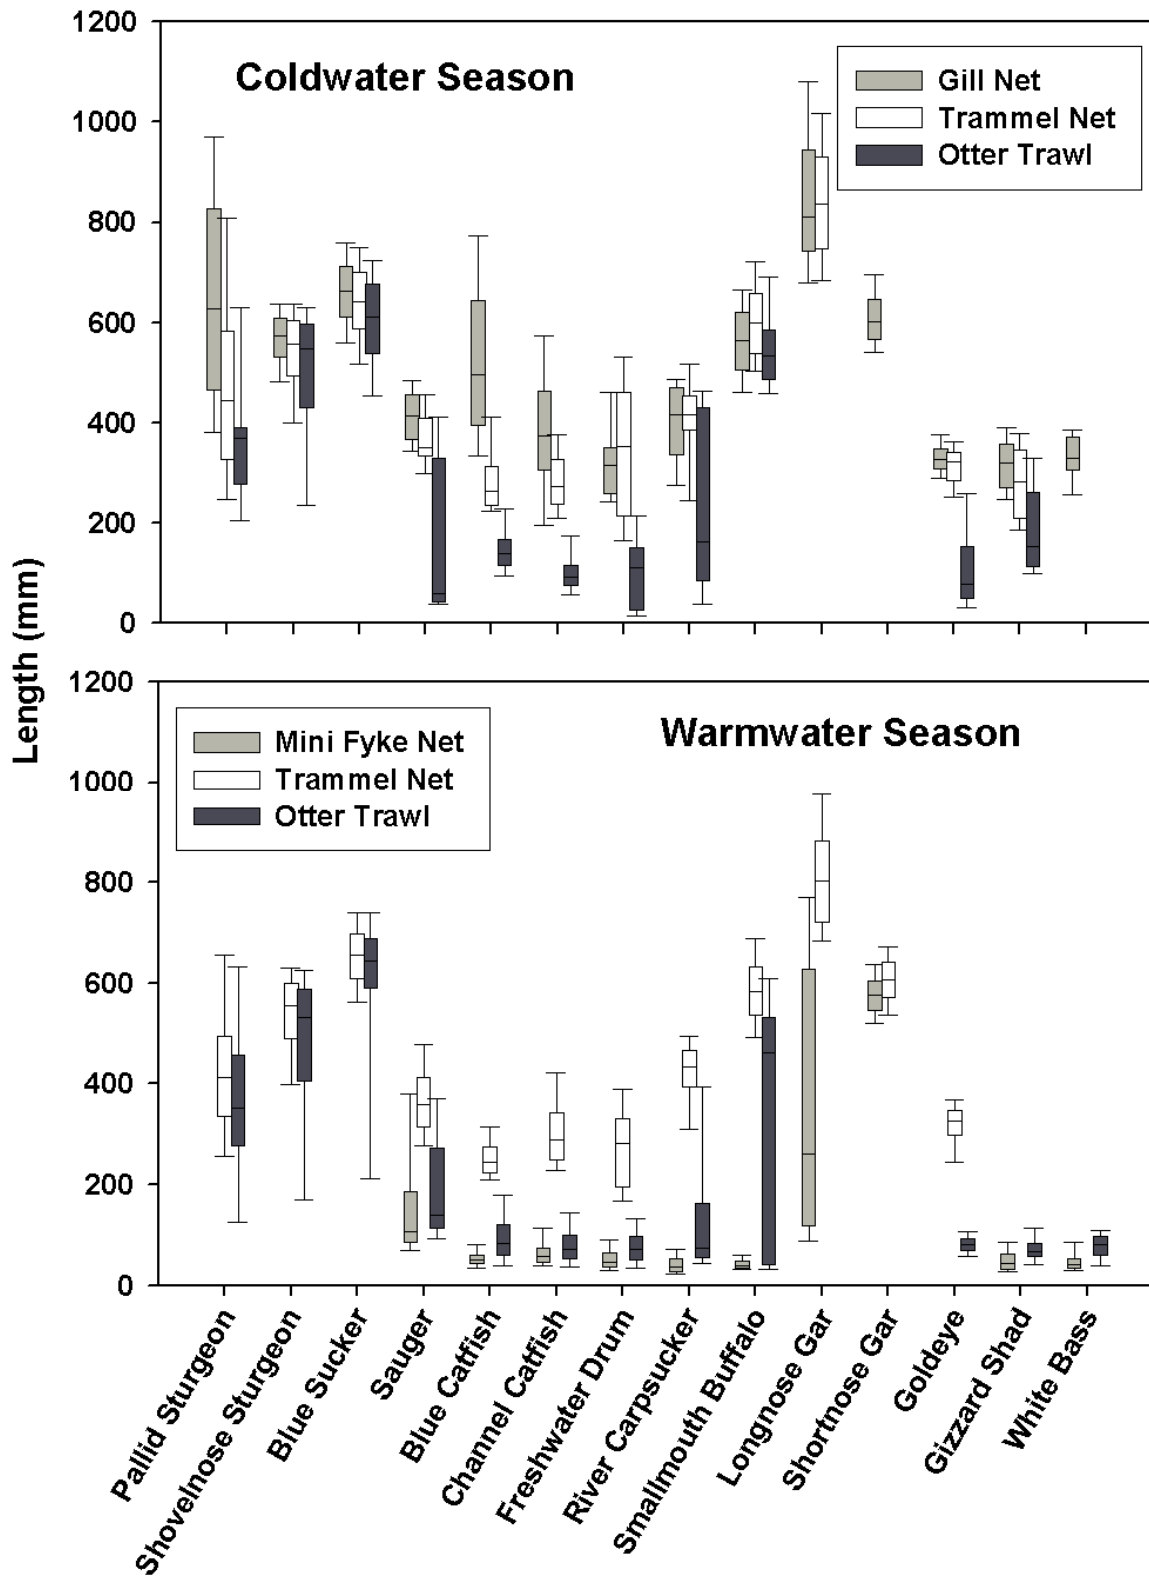 1200
Coldwater Season
Gill Net
Trammel Net
Otter Trawl
1000
800
600
400
200
0
Length (mm)
1200
Mini Fyke Net
Trammel Net
Otter Trawl
Warmwater Season
1000
800
600
400
200
0
Pallid Sturgeon
Shovelnose Sturgeon
Blue Sucker
Sauger
Blue Catfish
Channel Catfish
Freshwater Drum
River Carpsucker
Smallmouth Buffalo
Longnose Gar
Shortnose Gar
Goldeye
Gizzard Shad
White Bass